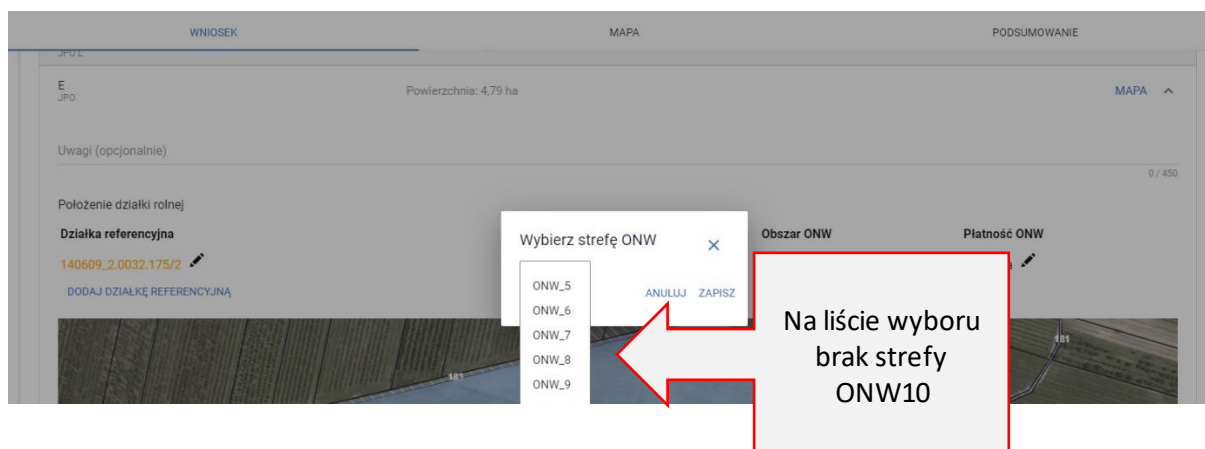 WNIOSEK MAPA PODSUMOWANIE
E Powierzchnia: 4,79 ha MAPA
JPO
Uwagi (opcjonalnie)
0 / 450
Położenie działki rolnej
Działka referencyjna Obszar ONW Płatność ONW
140609_2.0032.175/2
DODAJ DZIAŁKĘ REFERENCYJNĄ
Wybierz strefę ONW
ONW_5
ONW_6
ONW_7
ONW_8
ONW_9
ANULUJ ZAPISZ
Na liście wyboru
brak strefy
ONW10
181
183